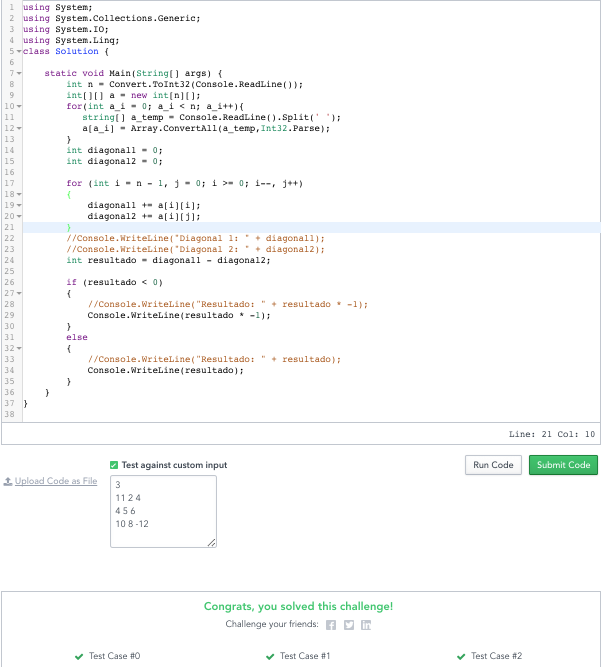 1 using System;
2 using System.Collections.Generic;
3 using System.IO;
4 using System.Linq;
5 class Solution {
6
7     static void Main(String[] args) {
8         int n = Convert.ToInt32(Console.ReadLine());
9         int[][] a = new int[n][];
10         for(int a_i = 0; a_i < n; a_i++){
11            string[] a_temp = Console.ReadLine().Split(' ');
12            a[a_i] = Array.ConvertAll(a_temp,Int32.Parse);
13         }
14         int diagonal1 = 0;
15         int diagonal2 = 0;
16
17         for (int i = n - 1, j = 0; i >= 0; i--, j++)
18         {
19             diagonal1 += a[i][i];
20             diagonal2 += a[i][j];
21         }
22         //Console.WriteLine("Diagonal 1: " + diagonal1);
23         //Console.WriteLine("Diagonal 2: " + diagonal2);
24         int resultado = diagonal1 - diagonal2;
25
26         if (resultado < 0)
27         {
28             //Console.WriteLine("Resultado: " + resultado * -1);
29             Console.WriteLine(resultado * -1);
30         }
31         else
32         {
33             //Console.WriteLine("Resultado: " + resultado);
34             Console.WriteLine(resultado);
35         }
36     }
37 }
38
Line: 21 Col: 10
Test against custom input
Run Code
Submit Code
Upload Code as File
3
11 2 4
4 5 6
10 8 -12
Congrats, you solved this challenge!
Challenge your friends:
Test Case #0
Test Case #1
Test Case #2